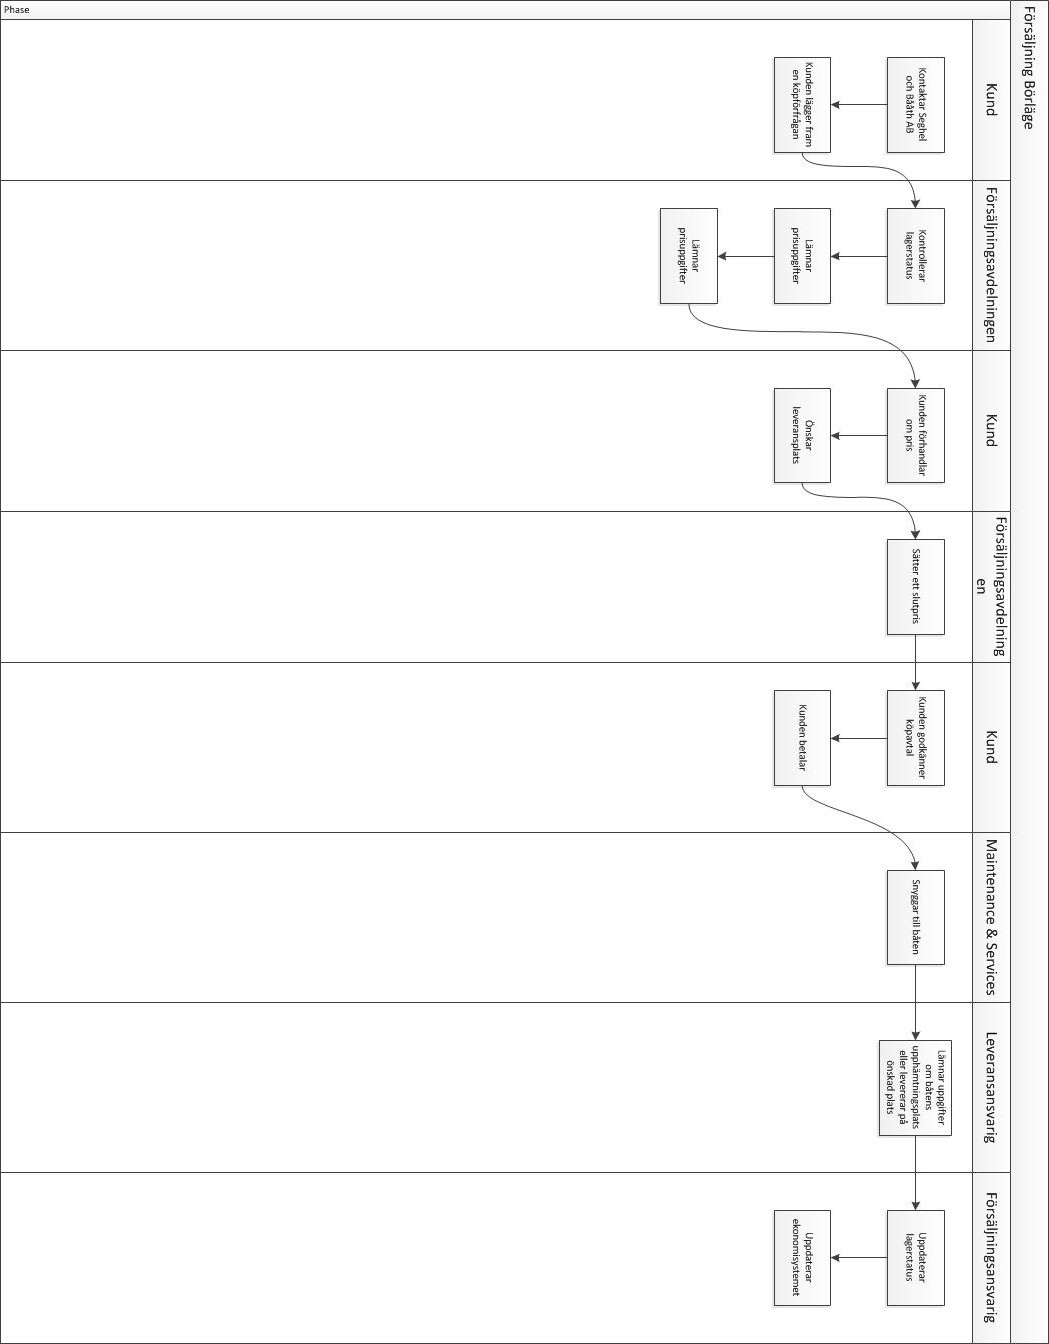 Phase
Försäljning Börläge
Kund
Kontaktar Seghel
och Bååth AB
Kunden lägger fram
en köpförfrågan
Försäljningsavdelningen
Kontrollerar
lagerstatus
Lämnar
prisuppgifter
Lämnar
prisuppgifter
Kund
Kunden förhandlar
om pris
Önskar
leveransplats
Försäljningsavdelning
en
Sätter ett slutpris
Kund
Kunden godkänner
köpavtal
Kunden betalar
Maintenance & Services
Snyggar till båten
Leveransansvarig
Lämnar uppgifter
om båtens
upphämtningsplats
eller levererar på
önskad plats
Försäljningsansvarig
Uppdaterar
lagerstatus
Uppdaterar
ekonomisystemet